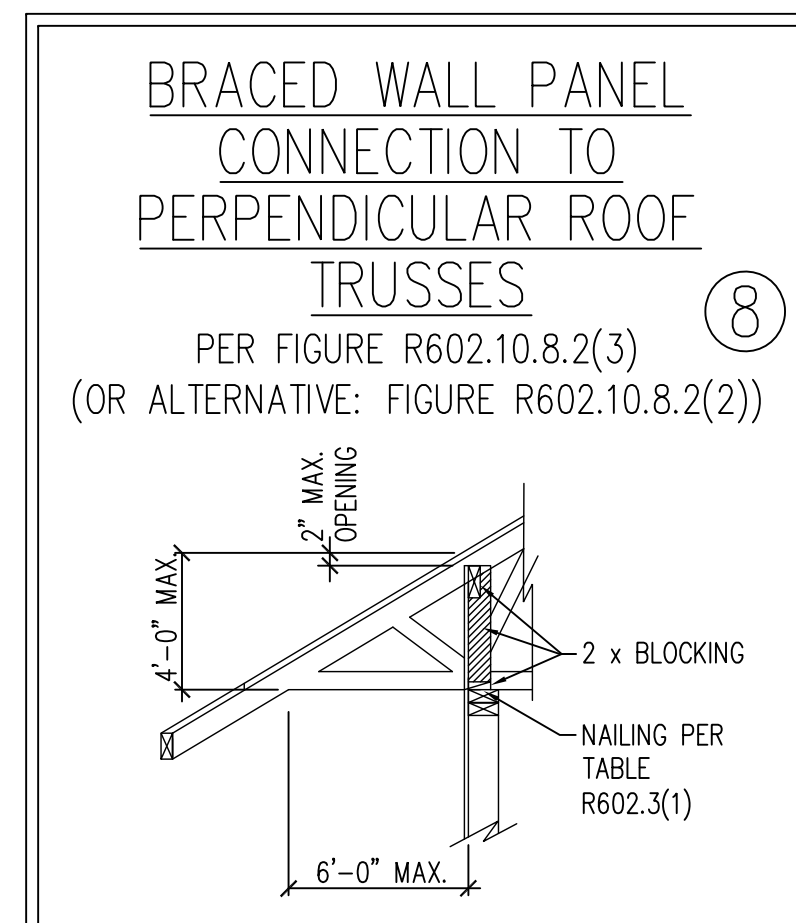 BRACED WALL PANEL
CONNECTION TO
PERPENDICULAR ROOF
TRUSSES
8
PER FIGURE R602.10.8.2(3)
(OR ALTERNATIVE: FIGURE R602.10.8.2(2))
2" MAX.
OPENING
4'-0" MAX.
2 x BLOCKING
NAILING PER
TABLE
R602.3(1)
6'-0" MAX.